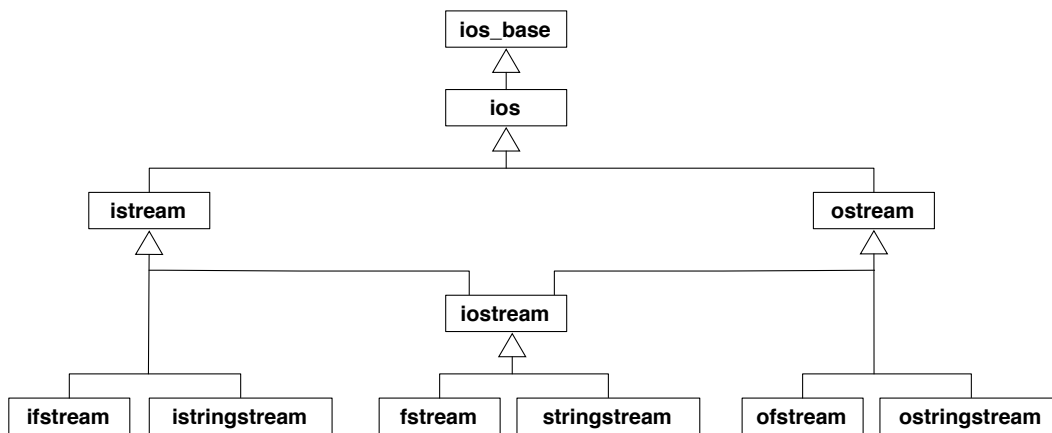 ios_base
ios
istream
ostream
iostream
ifstream
istringstream
fstream
stringstream
ofstream
ostringstream